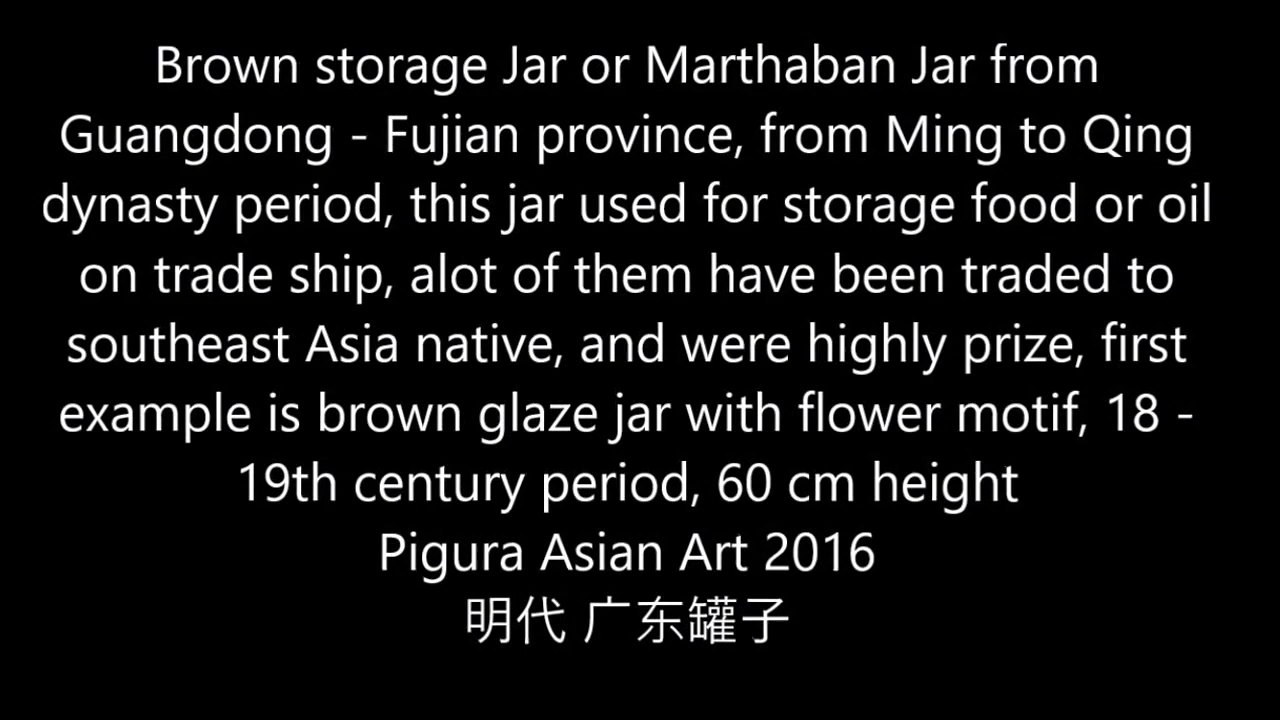 Brown storage Jar or Marthaban Jar from
Guangdong - Fujian province, from Ming to Qing
dynasty period, this jar used for storage food or oil
on trade ship, alot of them have been traded to
southeast Asia native, and were highly prize, first
example is brown glaze jar with flower motif, 18 -
19th century period, 60 cm height
Pigura Asian Art 2016
明代 广东罐子